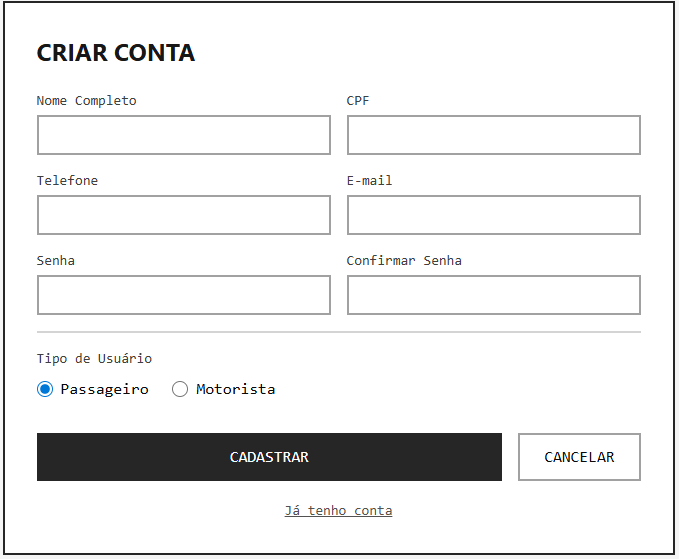 CRIAR CONTA
Nome Completo CPF
Telefone E-mail
Senha Confirmar Senha
Tipo de Usuário
Passageiro Motorista
CADASTRAR CANCELAR
Já tenho conta